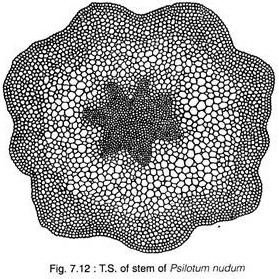 Fig. 7.12 : T.S. of stem of Psilotum nudum